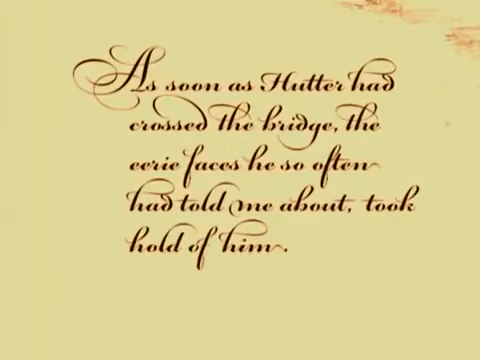 As soon as Hutter had
crossed the bridge, the
eerie faces he so often
had told me about, took
hold of him.